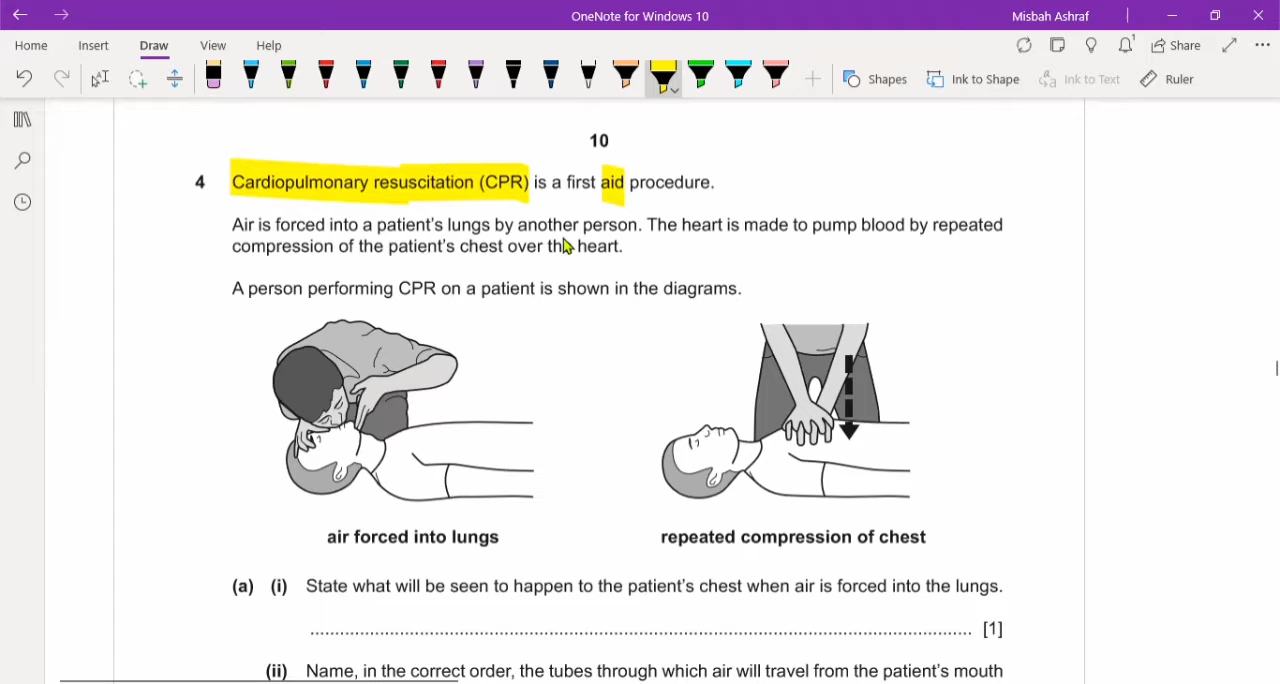 OneNote for Windows 10
Misbah Ashraf
Home Insert Draw View Help
1
Share
Shapes
Ink to Shape
Ink to Text
Ruler
10
4 Cardiopulmonary resuscitation (CPR) is a first aid procedure.
Air is forced into a patient's lungs by another person. The heart is made to pump blood by repeated
compression of the patient's chest over the heart.
A person performing CPR on a patient is shown in the diagrams.
air forced into lungs
repeated compression of chest
(a) (i) State what will be seen to happen to the patient's chest when air is forced into the lungs.
.................................................................................................................................... [1]
(ii) Name, in the correct order, the tubes through which air will travel from the patient's mouth